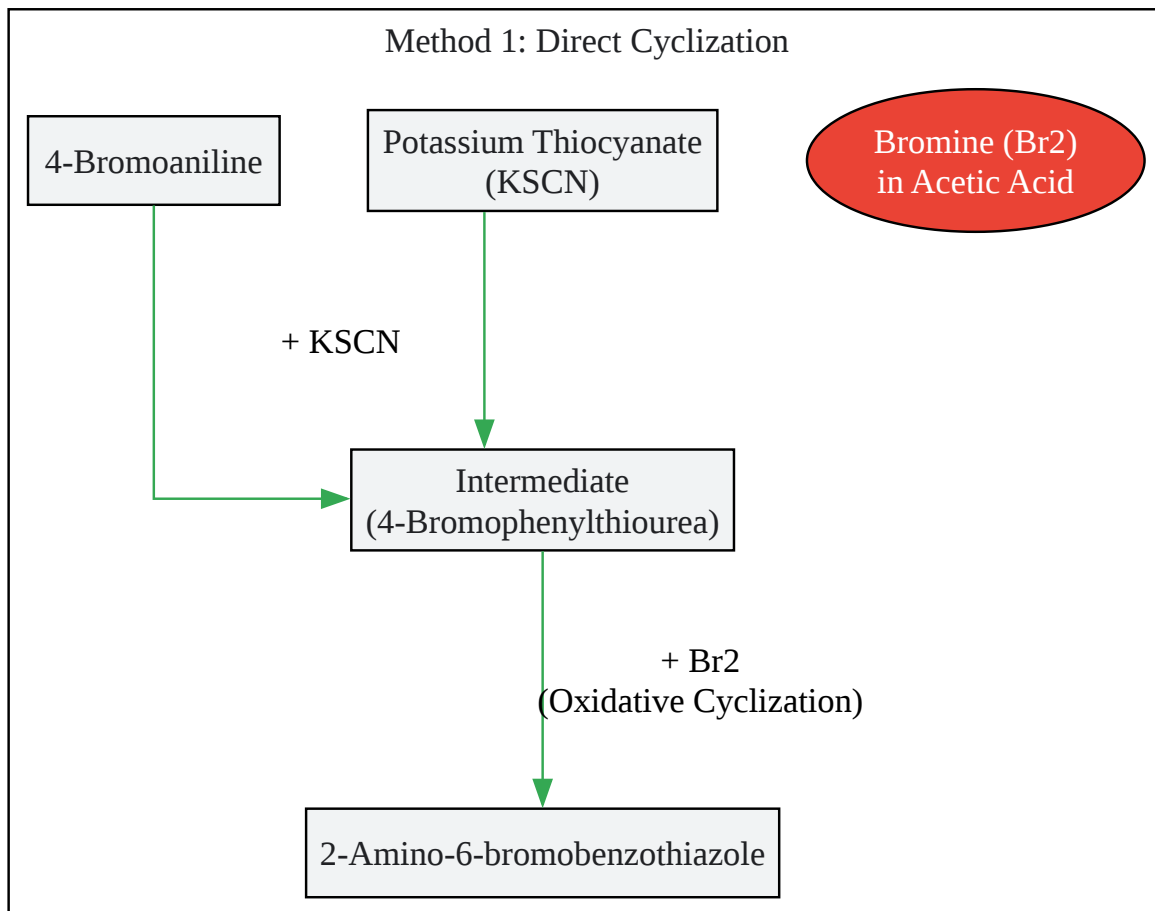 Method 1: Direct Cyclization
4-Bromoaniline
Potassium Thiocyanate
(KSCN)
Bromine (Br2)
in Acetic Acid
+ KSCN
Intermediate
(4-Bromophenylthiourea)
+ Br2
(Oxidative Cyclization)
2-Amino-6-bromobenzothiazole